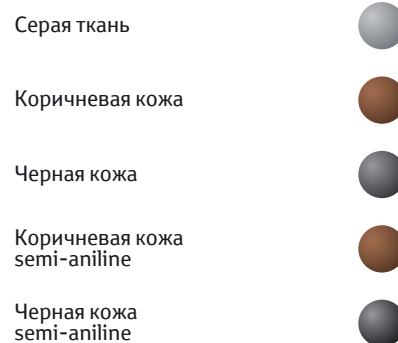 Серая ткань
Коричневая кожа
Черная кожа
Коричневая кожа
semi-aniline
Черная кожа
semi-aniline